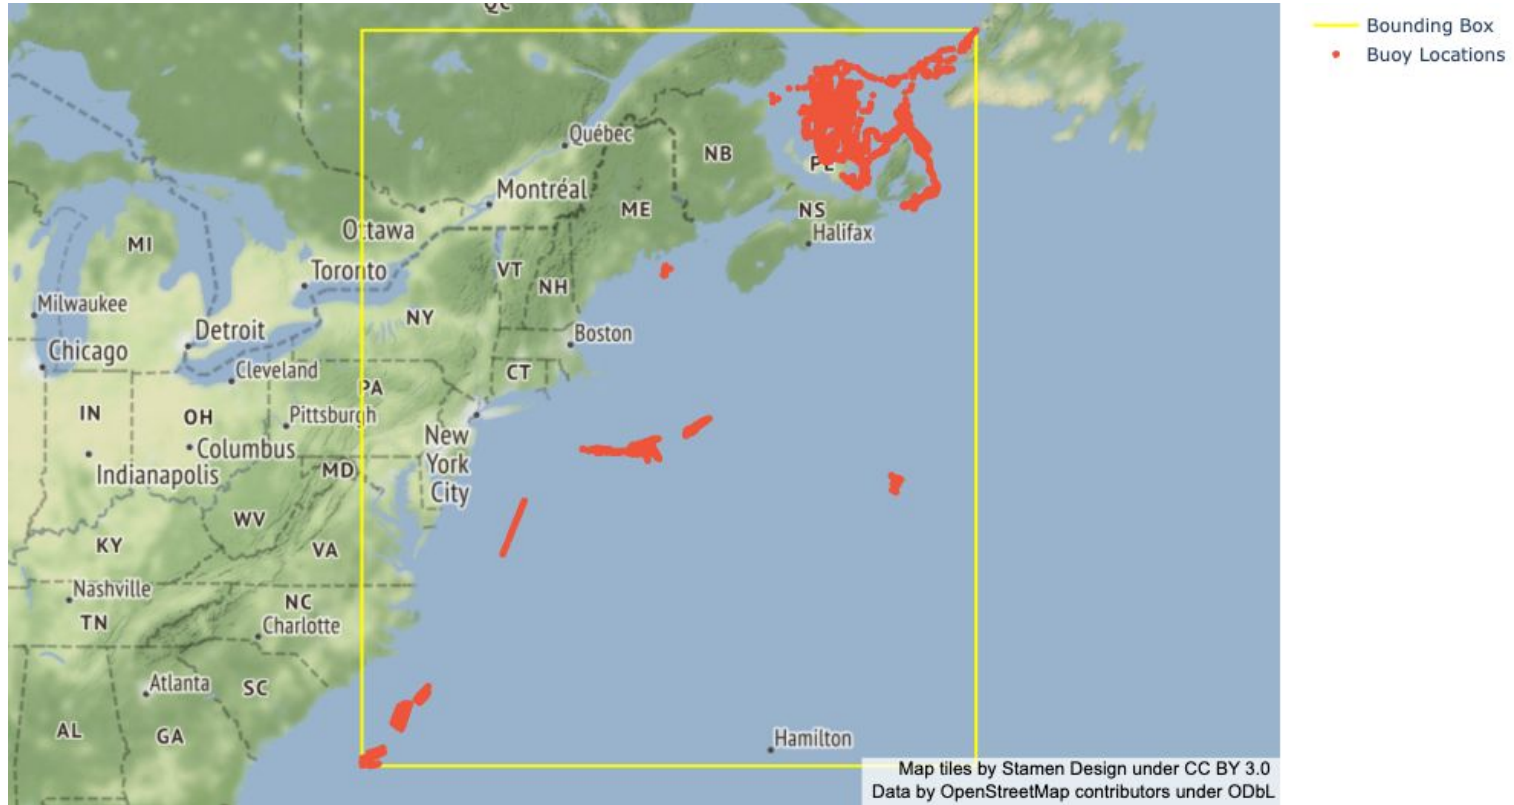 QC
Bounding Box
Buoy Locations
Québec
NB
PE
Montréal
ME
NS
Halifax
Ottawa
MI
Toronto
VT
NH
Milwaukee
NY
Detroit
Boston
Chicago
Cleveland
CT
PA
IN
OH
Pittsburgh
New
York
City
Columbus
MD
Indianapolis
WV
KY
VA
Nashville
NC
TN
Charlotte
Atlanta
SC
AL
GA
Hamilton
Map tiles by Stamen Design under CC BY 3.0
Data by OpenStreetMap contributors under ODbL